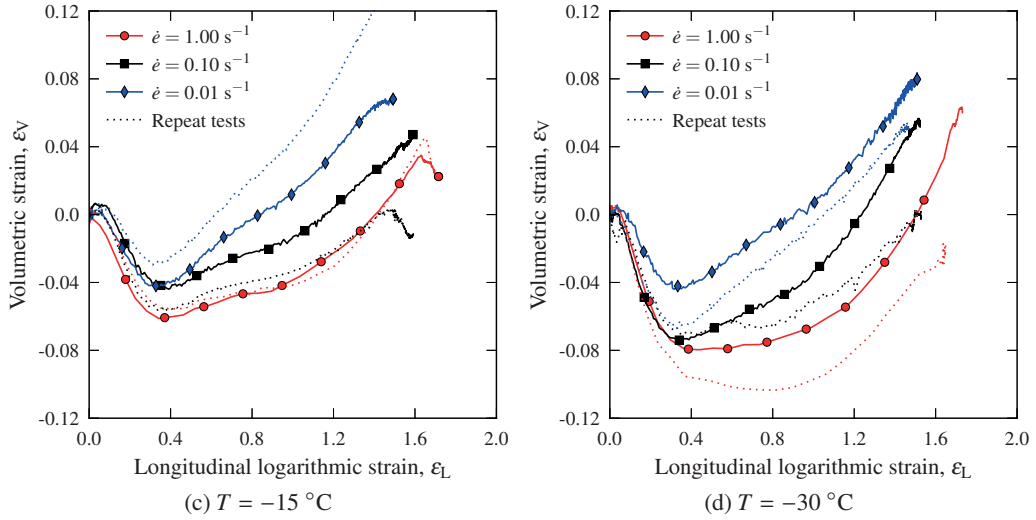 0.12
0.08
0.04
0.0
-0.04
-0.08
-0.12
Volumetric strain, εV
ė = 1.00 s⁻¹
ė = 0.10 s⁻¹
ė = 0.01 s⁻¹
Repeat tests
0.0 0.4 0.8 1.2 1.6 2.0
Longitudinal logarithmic strain, εL
(c) T = −15 °C
0.12
0.08
0.04
0.0
-0.04
-0.08
-0.12
Volumetric strain, εV
ė = 1.00 s⁻¹
ė = 0.10 s⁻¹
ė = 0.01 s⁻¹
Repeat tests
0.0 0.4 0.8 1.2 1.6 2.0
Longitudinal logarithmic strain, εL
(d) T = −30 °C